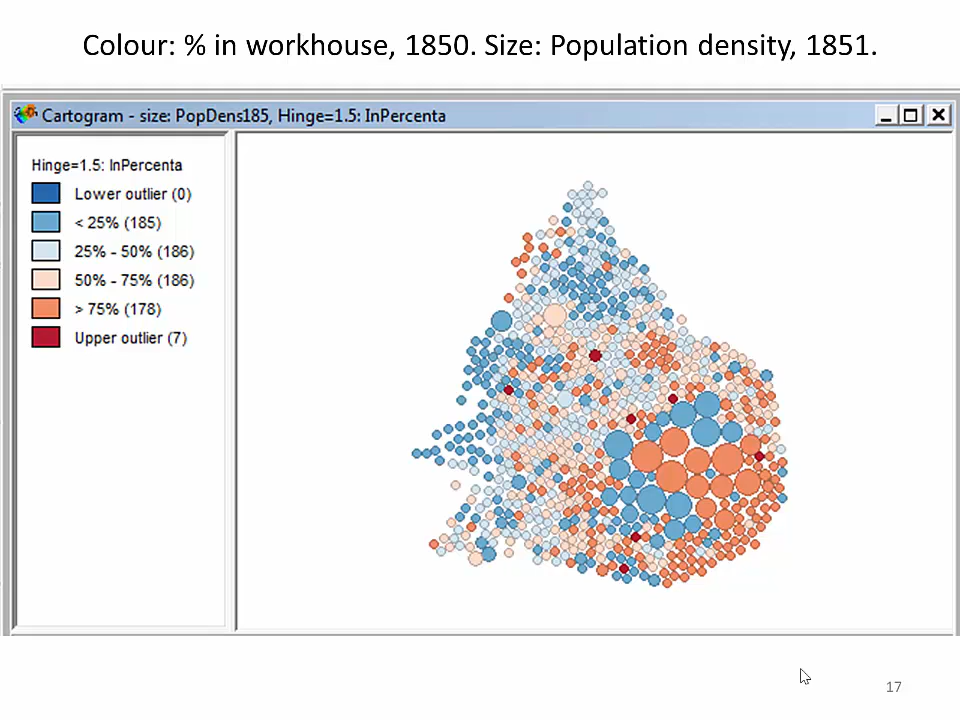 Colour: % in workhouse, 1850. Size: Population density, 1851.
Cartogram - size: PopDens185, Hinge=1.5: InPercenta
Hinge=1.5: InPercenta
Lower outlier (0)
< 25% (185)
25% - 50% (186)
50% - 75% (186)
> 75% (178)
Upper outlier (7)
17